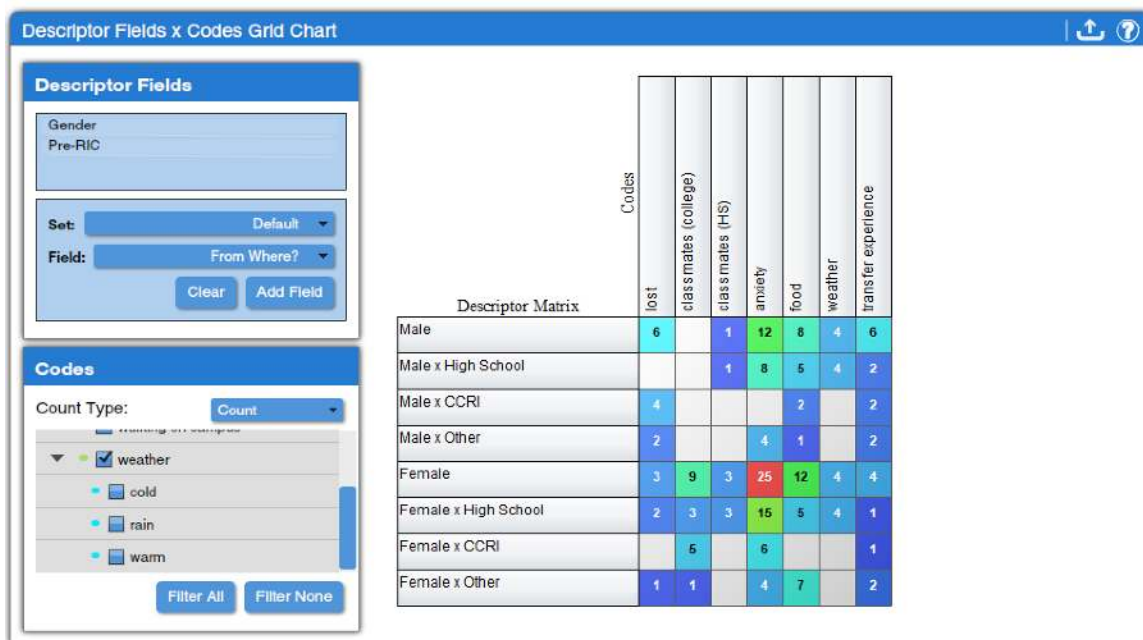 Descriptor Fields x Codes Grid Chart
Descriptor Fields
Gender
Pre-RIC
Set: Default
Field: From Where?
Clear Add Field
Codes
Count Type: Count
walking on campus
weather
cold
rain
warm
Filter All Filter None
Codes
lost
classmates (college)
classmates (HS)
anxiety
food
weather
transfer experience
Descriptor Matrix
Male 6 1 12 8 4 6
Male x High School 1 8 5 4 2
Male x CCRI 4 2 2
Male x Other 2 4 1 2
Female 3 9 3 25 12 4 4
Female x High School 2 3 3 15 5 4 1
Female x CCRI 5 6 1
Female x Other 1 1 4 7 2